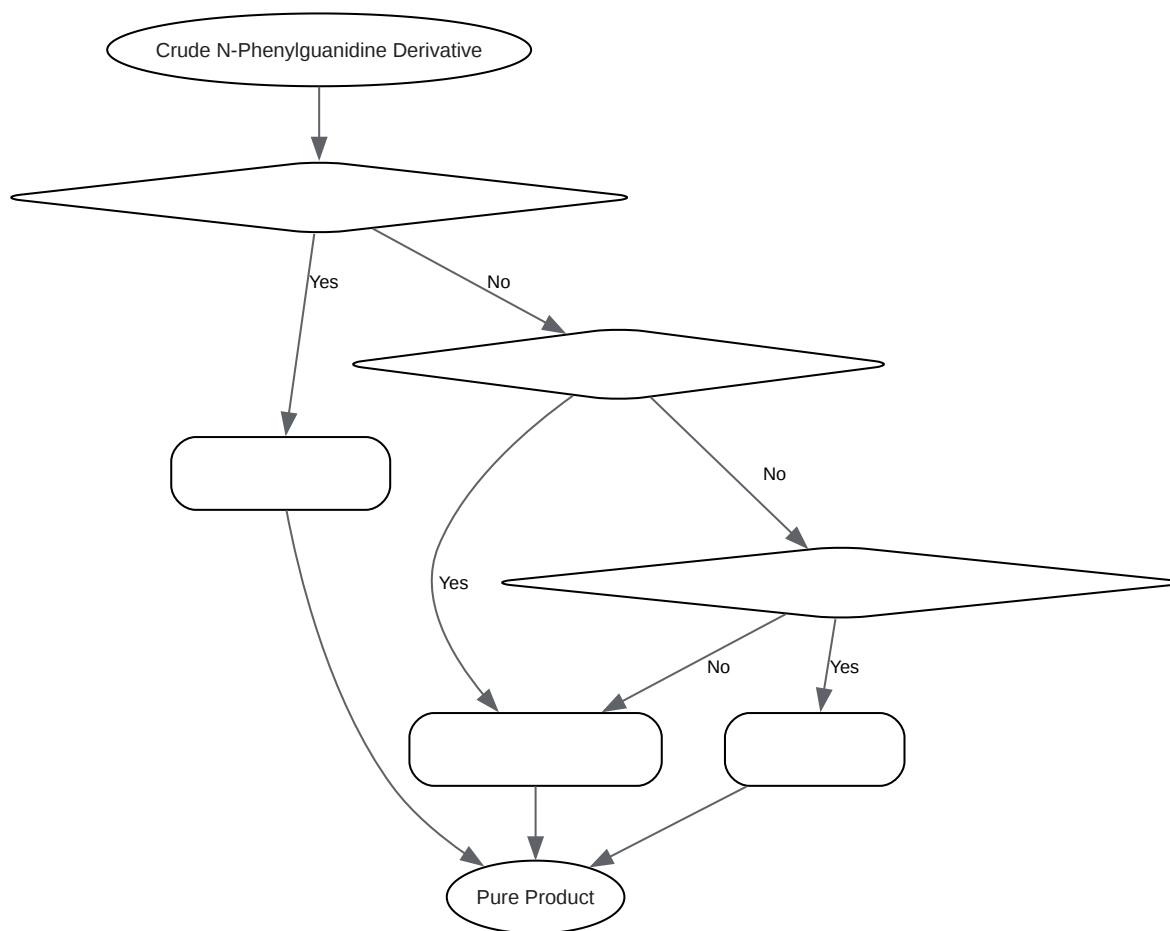 Crude N-Phenylguanidine Derivative
Yes
No
No
Yes
No
Yes
Pure Product